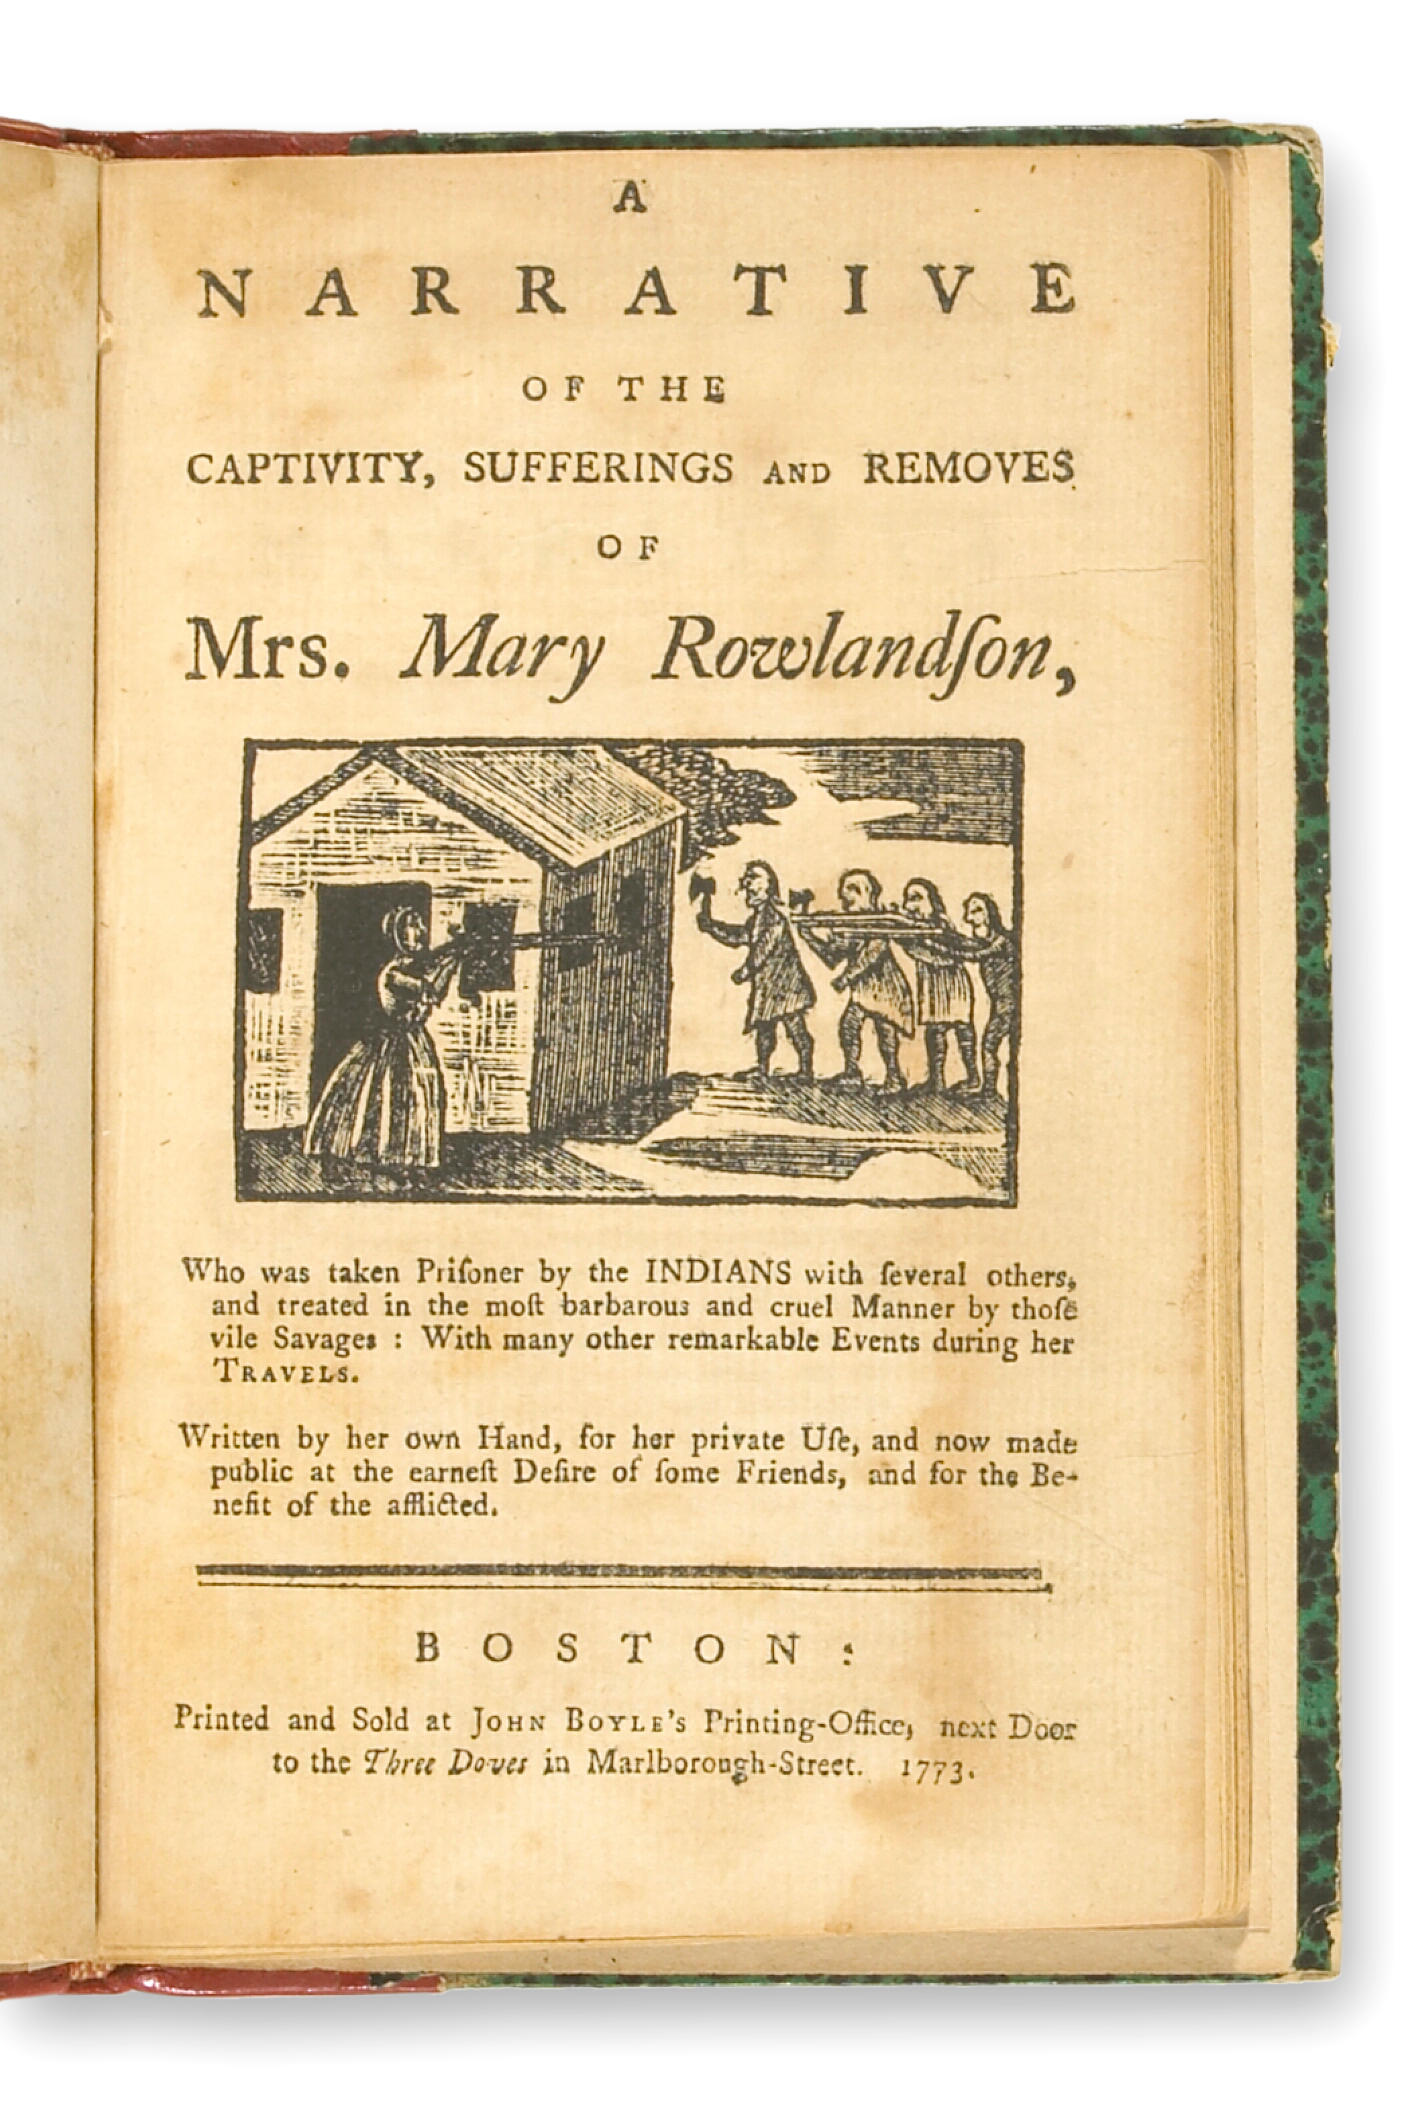 A
NARRATIVE
OF THE
CAPTIVITY, SUFFERINGS AND REMOVES
OF
Mrs. Mary Rowlandſon,
Who was taken Priſoner by the INDIANS with ſeveral others,
and treated in the moſt barbarous and cruel Manner by thoſe
vile Savages : With many other remarkable Events during her
TRAVELS.
Written by her own Hand, for her private Uſe, and now made
public at the earneſt Deſire of ſome Friends, and for the Be-
nefit of the afflicted.
BOSTON :
Printed and Sold at JOHN BOYLE'S Printing-Office, next Door
to the Three Doves in Marlborough-Street. 1773.